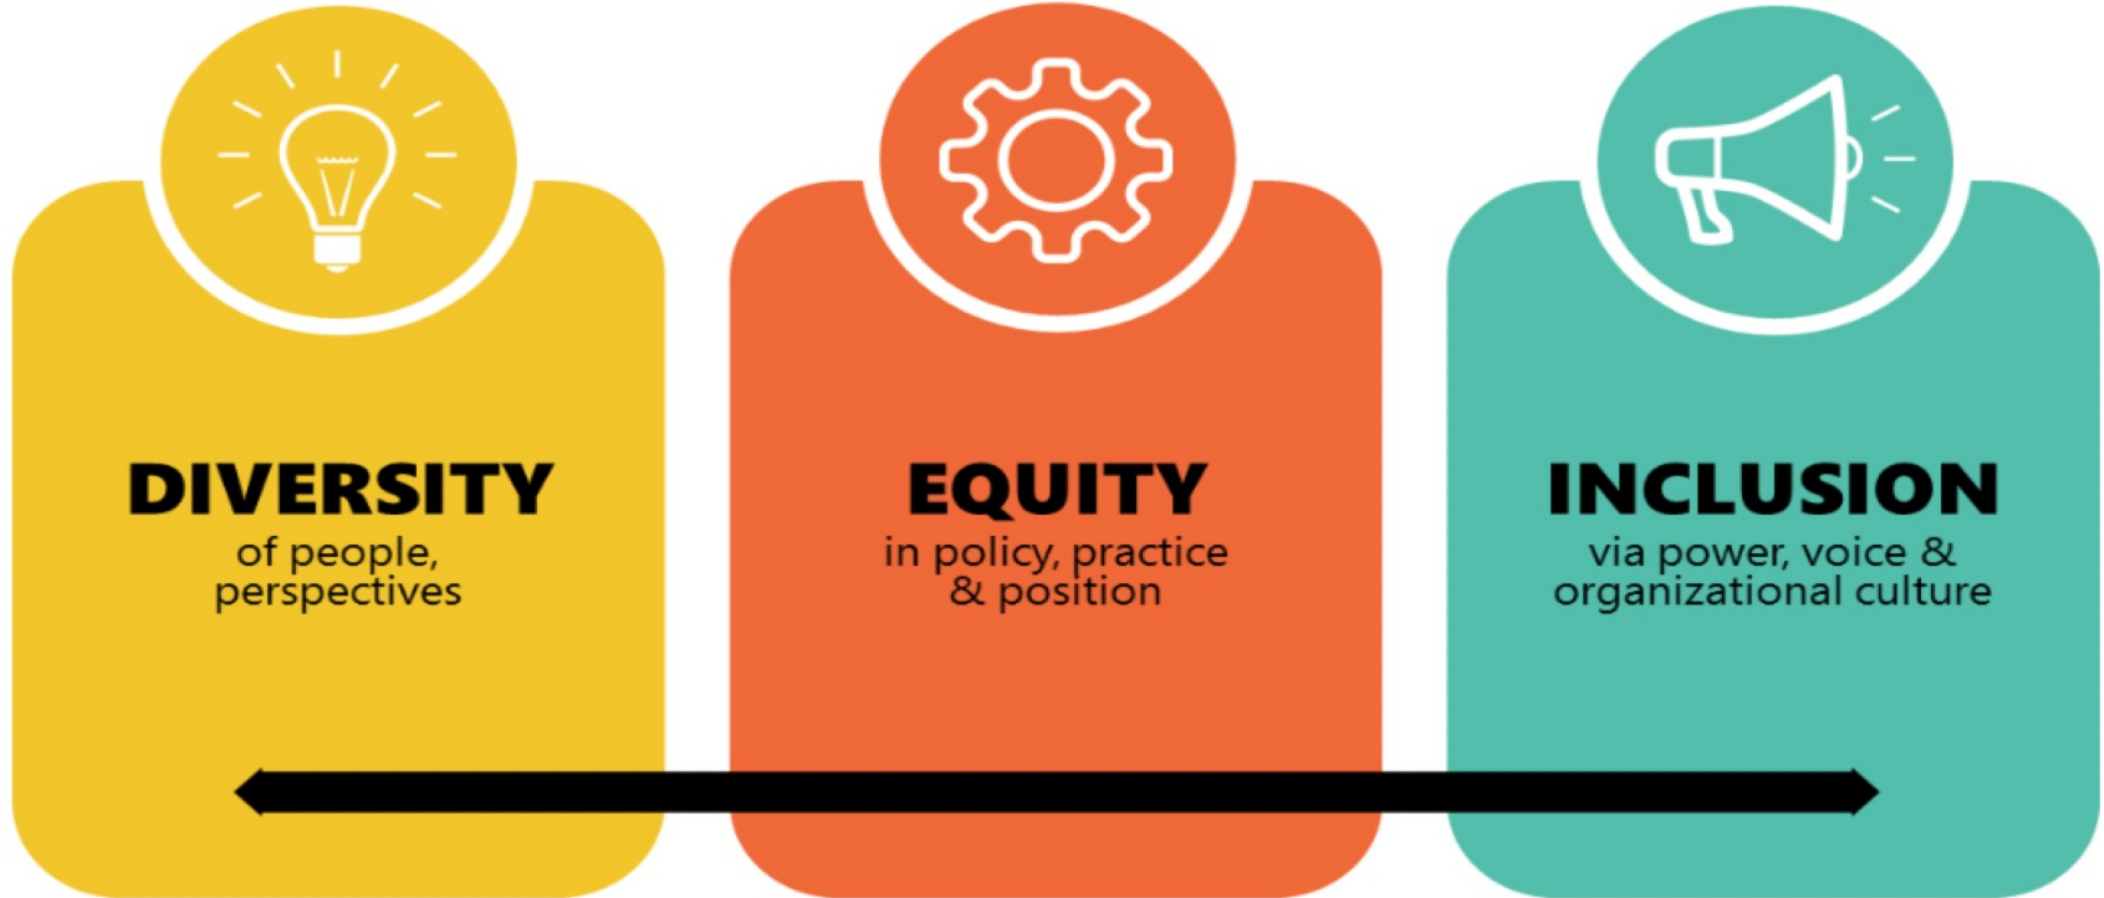 DIVERSITY
of people,
perspectives
EQUITY
in policy, practice
& position
INCLUSION
via power, voice &
organizational culture